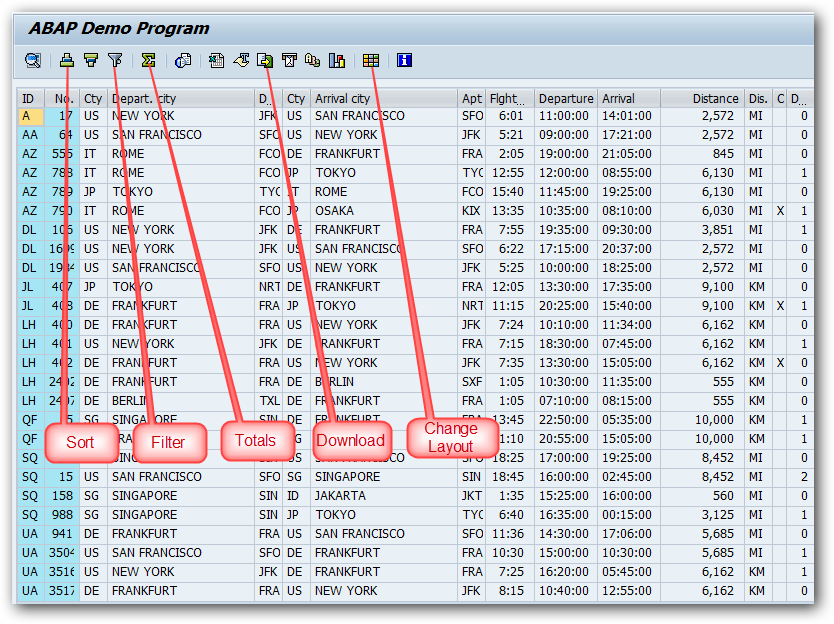 ABAP Demo Program
ID No. Cty Depart. city D... Cty Arrival city Apt Flght... Departure Arrival Distance Dis. C D...
A 17 US NEW YORK JFK US SAN FRANCISCO SFO 6:01 11:00:00 14:01:00 2,572 MI 0
AA 64 US SAN FRANCISCO SFO US NEW YORK JFK 5:21 09:00:00 17:21:00 2,572 MI 0
AZ 555 IT ROME FCO DE FRANKFURT FRA 2:05 19:00:00 21:05:00 845 MI 0
AZ 788 IT ROME FCO JP TOKYO TYO 12:55 12:00:00 08:55:00 6,130 MI 1
AZ 789 JP TOKYO TYO IT ROME FCO 15:40 11:45:00 19:25:00 6,130 MI 0
AZ 790 IT ROME FCO JP OSAKA KIX 13:35 10:35:00 08:10:00 6,030 MI X 1
DL 106 US NEW YORK JFK DE FRANKFURT FRA 7:55 19:35:00 09:30:00 3,851 MI 1
DL 1699 US NEW YORK JFK US SAN FRANCISCO SFO 6:22 17:15:00 20:37:00 2,572 MI 0
DL 1984 US SAN FRANCISCO SFO US NEW YORK JFK 5:25 10:00:00 18:25:00 2,572 MI 0
JL 407 JP TOKYO NRT DE FRANKFURT FRA 12:05 13:30:00 17:35:00 9,100 KM 0
JL 408 DE FRANKFURT FRA JP TOKYO NRT 11:15 20:25:00 15:40:00 9,100 KM X 1
LH 400 DE FRANKFURT FRA US NEW YORK JFK 7:24 10:10:00 11:34:00 6,162 KM 0
LH 401 US NEW YORK JFK DE FRANKFURT FRA 7:15 18:30:00 07:45:00 6,162 KM 1
LH 402 DE FRANKFURT FRA US NEW YORK JFK 7:35 13:30:00 15:05:00 6,162 KM X 0
LH 2402 DE FRANKFURT FRA DE BERLIN SXF 1:05 10:30:00 11:35:00 555 KM 0
LH 2407 DE BERLIN TXL DE FRANKFURT FRA 1:05 07:10:00 08:15:00 555 KM 0
QF SG SINGAPORE SIN DE FRANKFURT 13:45 22:50:00 05:35:00 10,000 KM 1
QF 20:55:00 15:05:00 10,000 KM 1
SQ 18:25 17:00:00 19:25:00 8,452 MI 0
SQ 15 US SAN FRANCISCO SFO SG SINGAPORE SIN 18:45 16:00:00 02:45:00 8,452 MI 2
SQ 158 SG SINGAPORE SIN ID JAKARTA JKT 1:35 15:25:00 16:00:00 560 MI 0
SQ 988 SG SINGAPORE SIN JP TOKYO TYO 6:40 16:35:00 00:15:00 3,125 MI 1
UA 941 DE FRANKFURT FRA US SAN FRANCISCO SFO 11:36 14:30:00 17:06:00 5,685 MI 0
UA 3504 US SAN FRANCISCO SFO DE FRANKFURT FRA 10:30 15:00:00 10:30:00 5,685 MI 1
UA 3516 US NEW YORK JFK DE FRANKFURT FRA 7:25 16:20:00 05:45:00 6,162 KM 1
UA 3517 DE FRANKFURT FRA US NEW YORK JFK 8:15 10:40:00 12:55:00 6,162 KM 0
Sort
Filter
Totals
Download
Change
Layout